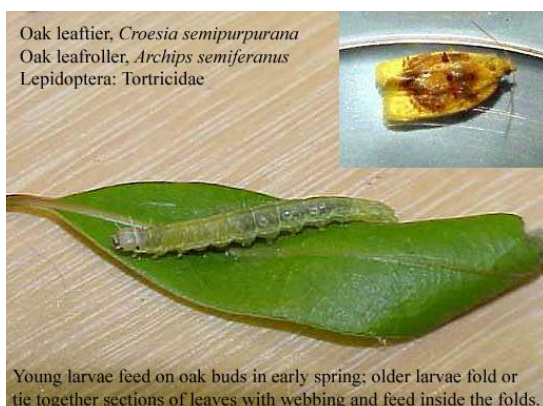 Oak leaftier, Croesia semipurpurana
Oak leafroller, Archips semiferanus
Lepidoptera: Tortricidae
Young larvae feed on oak buds in early spring; older larvae fold or
tie together sections of leaves with webbing and feed inside the folds.